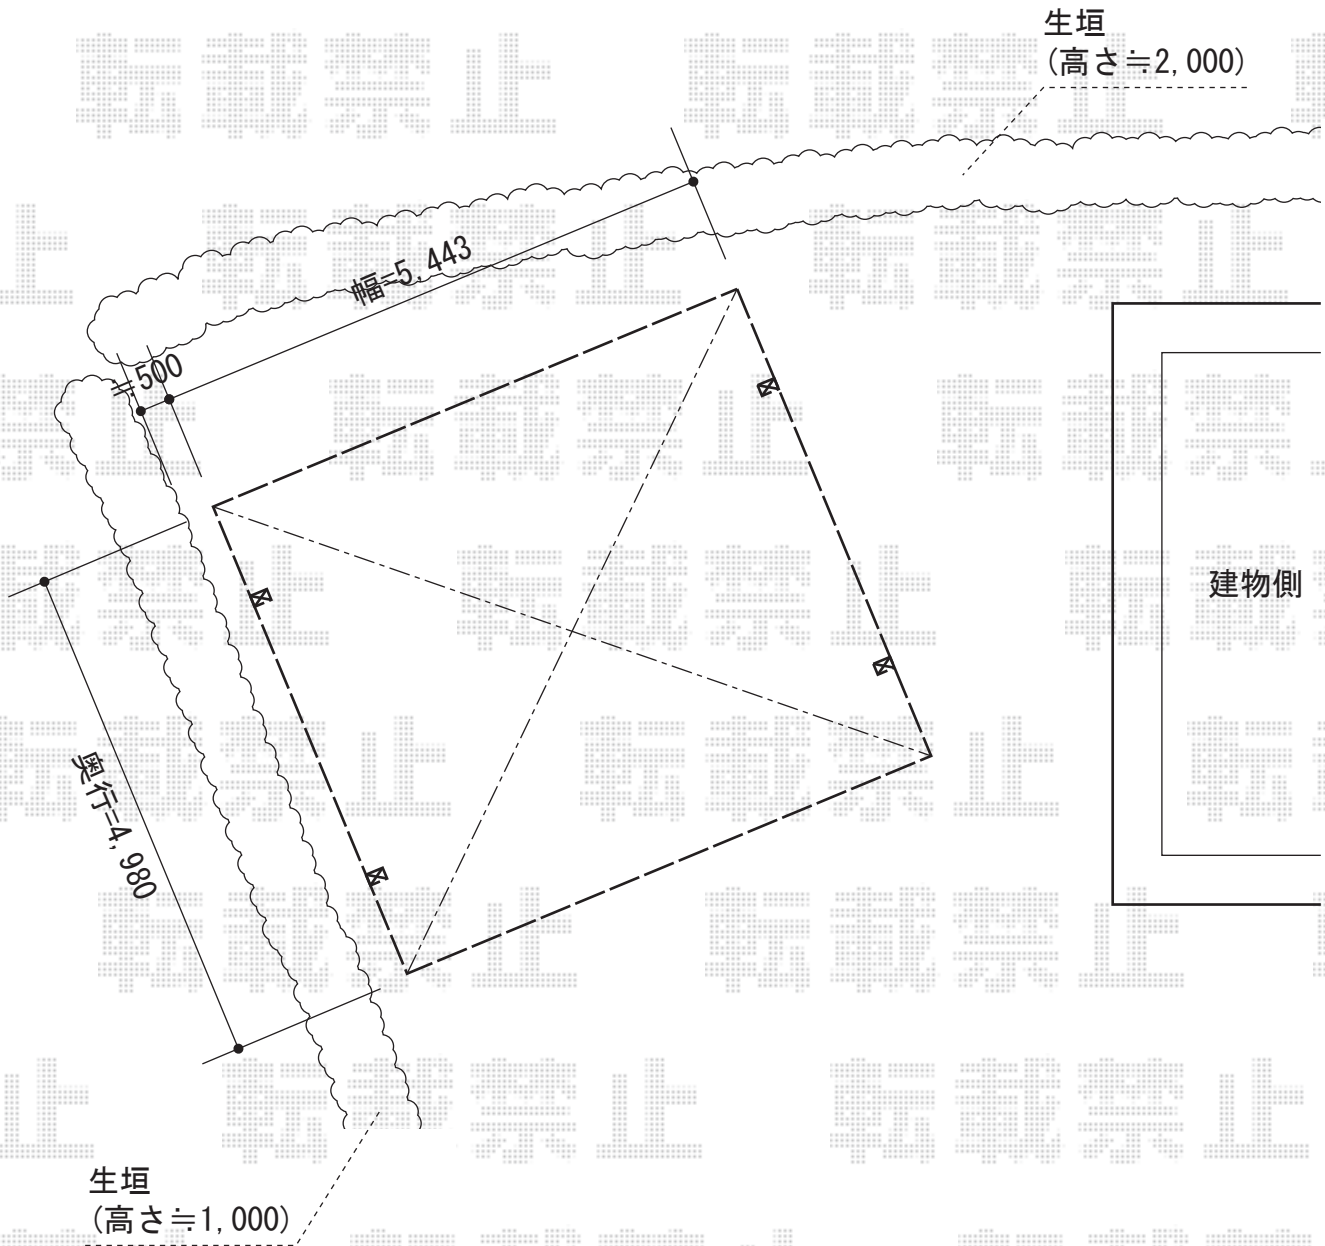 生垣
(高さ≒2,000)
幅=5,443
≒500
建物側
奥行=4,980
生垣
(高さ≒1,000)
転載禁止